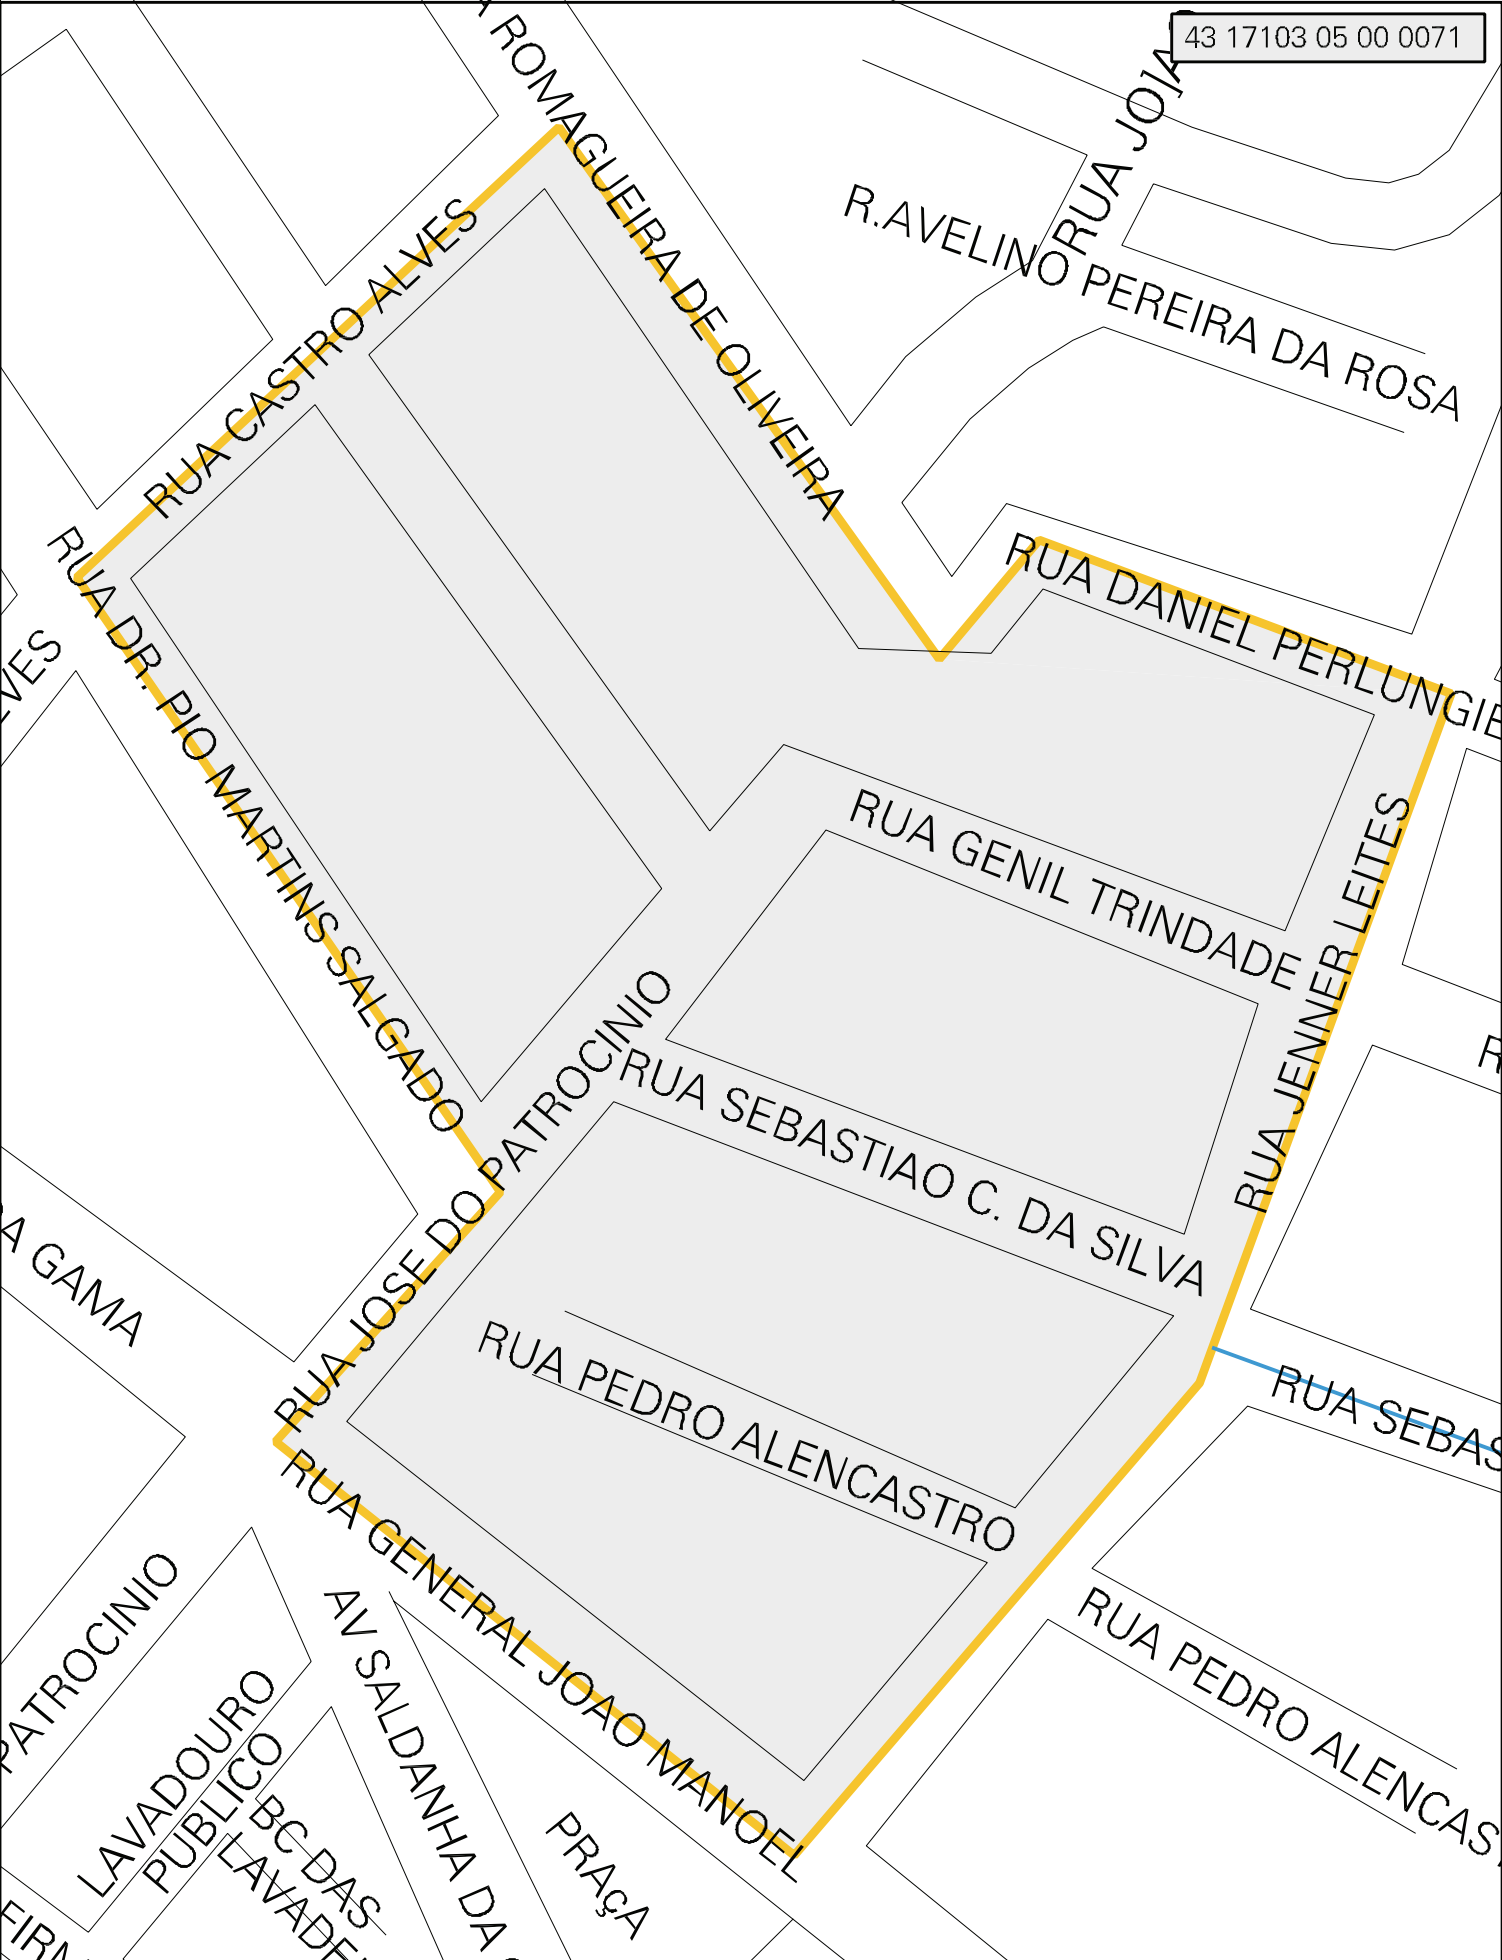 43 17103 05 00 0071
ROMAGUEIRA DE OLIVEIRA
R.AVELINO PEREIRA DA ROSA
RUA CASTRO ALVES
RUA DANIEL PERLUNGIE
RUA DR. PIO MARTINS SALGADO
RUA GENIL TRINDADE
RUA JENNER LEITES
RUA JOSE DO PATROCINIO
RUA SEBASTIAO C. DA SILVA
A GAMA
RUA PEDRO ALENCASTRO
RUA SEBAS
RUA GENERAL JOAO MANOEL
PATROCINIO
AV SALDANHA DA
RUA PEDRO ALENCAS
LAVADOURO
PUBLICO
BC DAS
LAVADE
PRAçA